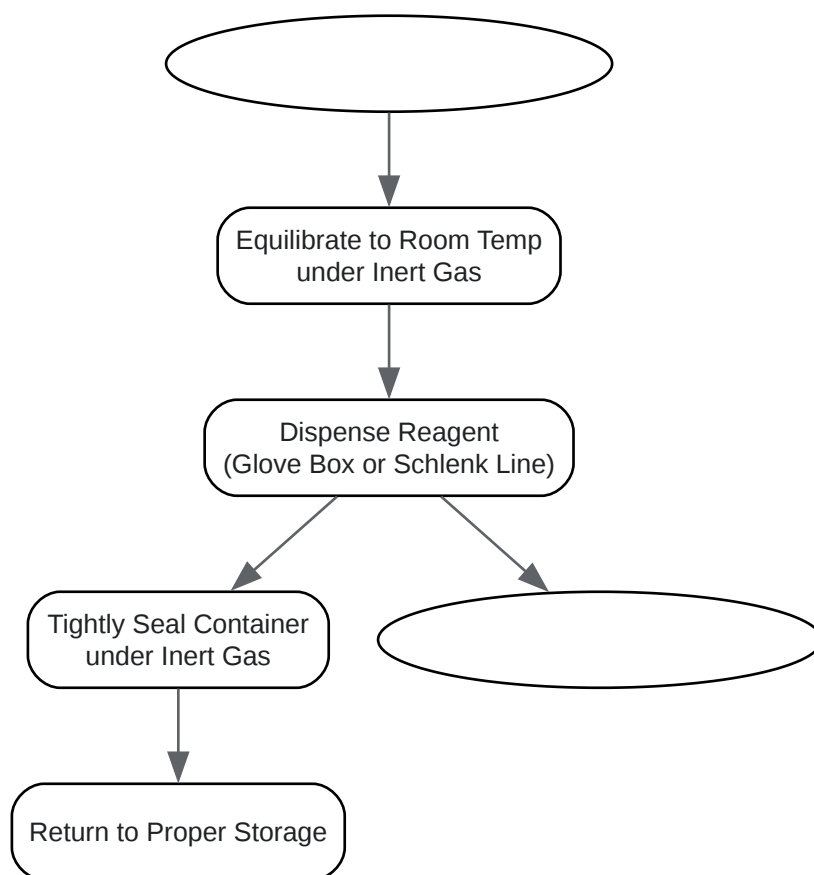 Equilibrate to Room Temp
under Inert Gas
Dispense Reagent
(Glove Box or Schlenk Line)
Tightly Seal Container
under Inert Gas
Return to Proper Storage